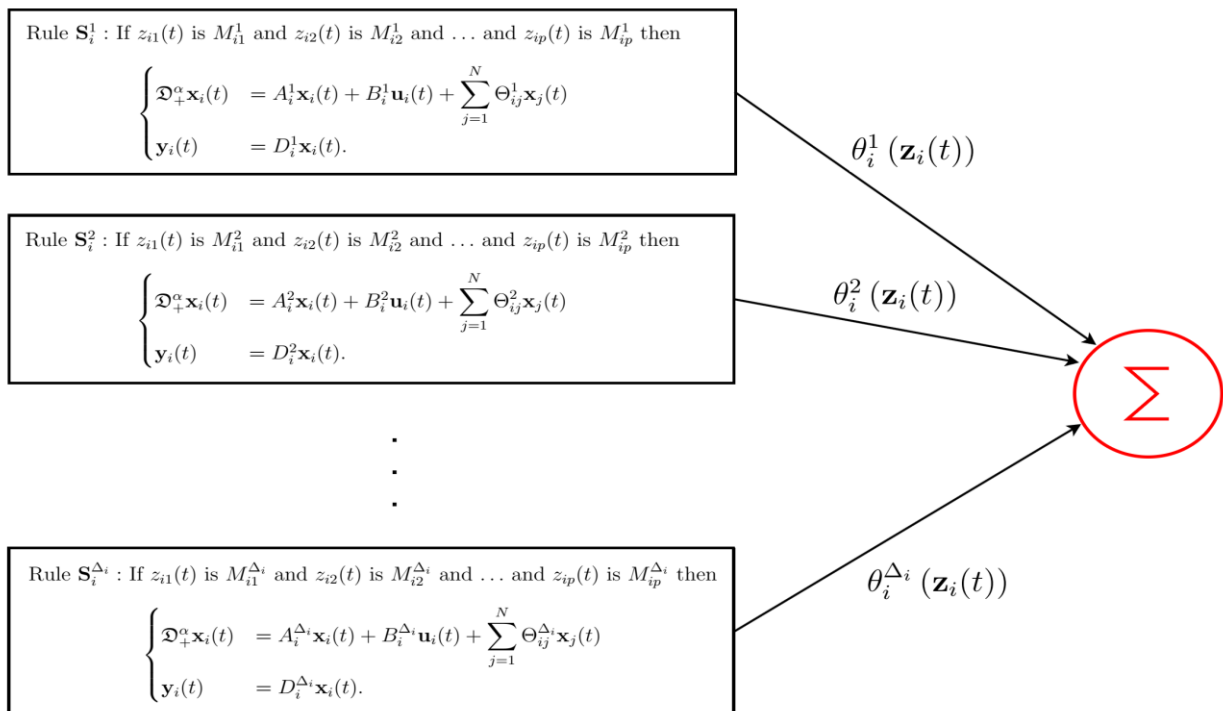 Rule $\mathbf{S}_i^1$ : If $z_{i1}(t)$ is $M_{i1}^1$ and $z_{i2}(t)$ is $M_{i2}^1$ and … and $z_{ip}(t)$ is $M_{ip}^1$ then
$\mathfrak{D}_+^\alpha \mathbf{x}_i(t) = A_i^1 \mathbf{x}_i(t) + B_i^1 \mathbf{u}_i(t) + \sum_{j=1}^{N} \Theta_{ij}^1 \mathbf{x}_j(t)$
$\mathbf{y}_i(t) = D_i^1 \mathbf{x}_i(t).$
$\theta_i^1 (\mathbf{z}_i(t))$
Rule $\mathbf{S}_i^2$ : If $z_{i1}(t)$ is $M_{i1}^2$ and $z_{i2}(t)$ is $M_{i2}^2$ and … and $z_{ip}(t)$ is $M_{ip}^2$ then
$\mathfrak{D}_+^\alpha \mathbf{x}_i(t) = A_i^2 \mathbf{x}_i(t) + B_i^2 \mathbf{u}_i(t) + \sum_{j=1}^{N} \Theta_{ij}^2 \mathbf{x}_j(t)$
$\mathbf{y}_i(t) = D_i^2 \mathbf{x}_i(t).$
$\theta_i^2 (\mathbf{z}_i(t))$
$\sum$
.
.
.
Rule $\mathbf{S}_i^{\Delta_i}$ : If $z_{i1}(t)$ is $M_{i1}^{\Delta_i}$ and $z_{i2}(t)$ is $M_{i2}^{\Delta_i}$ and … and $z_{ip}(t)$ is $M_{ip}^{\Delta_i}$ then
$\mathfrak{D}_+^\alpha \mathbf{x}_i(t) = A_i^{\Delta_i} \mathbf{x}_i(t) + B_i^{\Delta_i} \mathbf{u}_i(t) + \sum_{j=1}^{N} \Theta_{ij}^{\Delta_i} \mathbf{x}_j(t)$
$\mathbf{y}_i(t) = D_i^{\Delta_i} \mathbf{x}_i(t).$
$\theta_i^{\Delta_i} (\mathbf{z}_i(t))$